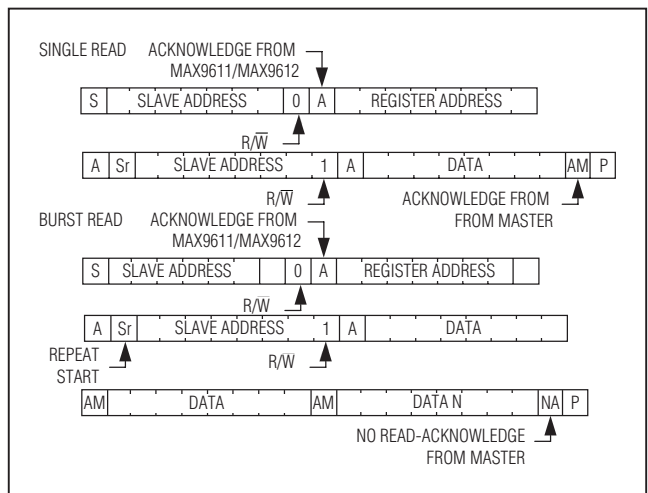 SINGLE READ ACKNOWLEDGE FROM
MAX9611/MAX9612
S SLAVE ADDRESS 0 A REGISTER ADDRESS
R/W̅
A Sr SLAVE ADDRESS 1 A DATA AM P
R/W̅ ACKNOWLEDGE FROM
FROM MASTER
BURST READ ACKNOWLEDGE FROM
MAX9611/MAX9612
S SLAVE ADDRESS 0 A REGISTER ADDRESS
R/W̅
A Sr SLAVE ADDRESS 1 A DATA
REPEAT R/W̅
START
AM DATA AM DATA N NA P
NO READ-ACKNOWLEDGE
FROM MASTER